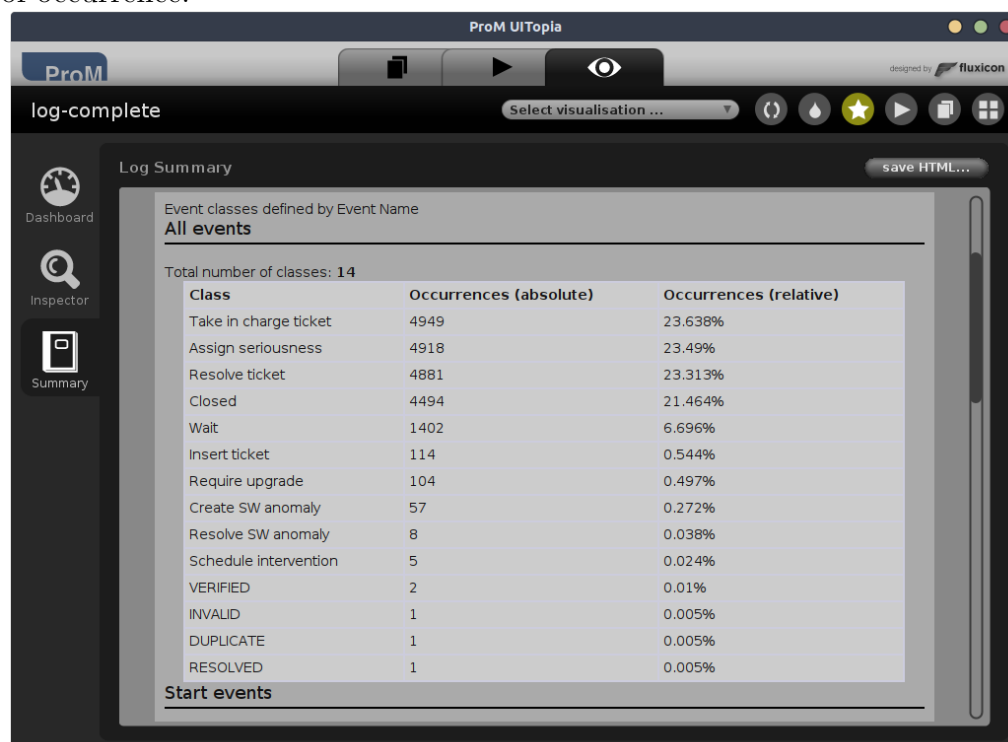 or occurrence.
ProM UITopia
ProM
designed by fluxicon
log-complete
Select visualisation ...
Log Summary
save HTML...
Dashboard
Inspector
Summary
Event classes defined by Event Name
All events
Total number of classes: 14
Class Occurrences (absolute) Occurrences (relative)
Take in charge ticket 4949 23.638%
Assign seriousness 4918 23.49%
Resolve ticket 4881 23.313%
Closed 4494 21.464%
Wait 1402 6.696%
Insert ticket 114 0.544%
Require upgrade 104 0.497%
Create SW anomaly 57 0.272%
Resolve SW anomaly 8 0.038%
Schedule intervention 5 0.024%
VERIFIED 2 0.01%
INVALID 1 0.005%
DUPLICATE 1 0.005%
RESOLVED 1 0.005%
Start events